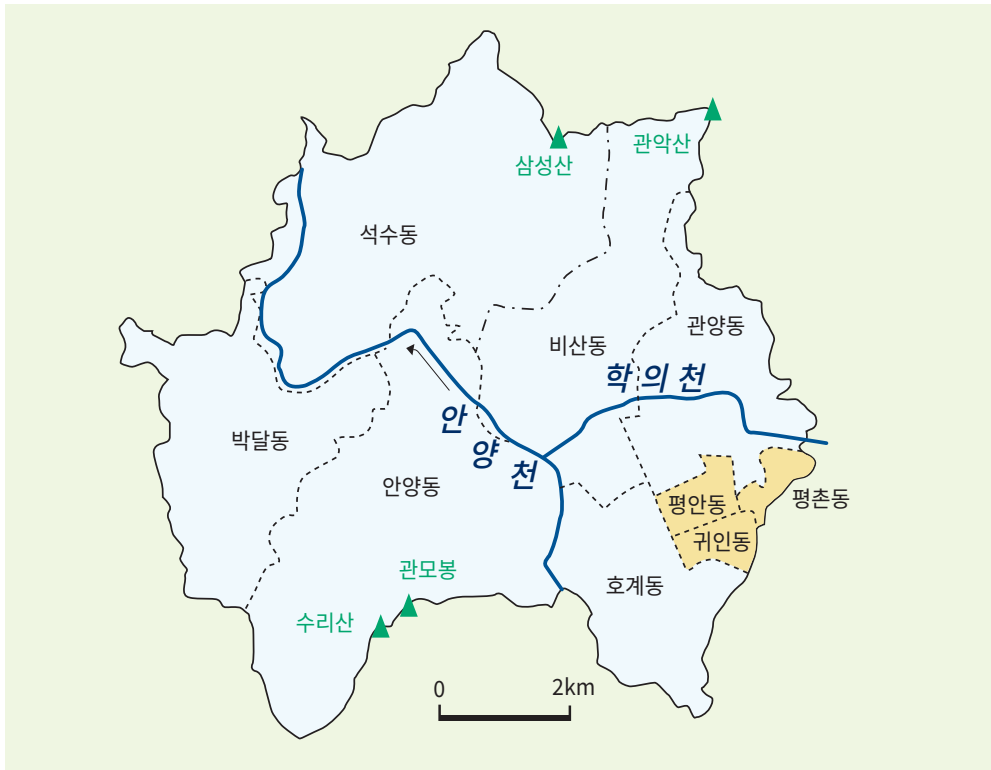 관악산
삼성산
석수동
관양동
비산동
학의천
안양천
박달동
안양동
평안동
평촌동
귀인동
관모봉
호계동
수리산
0
2km